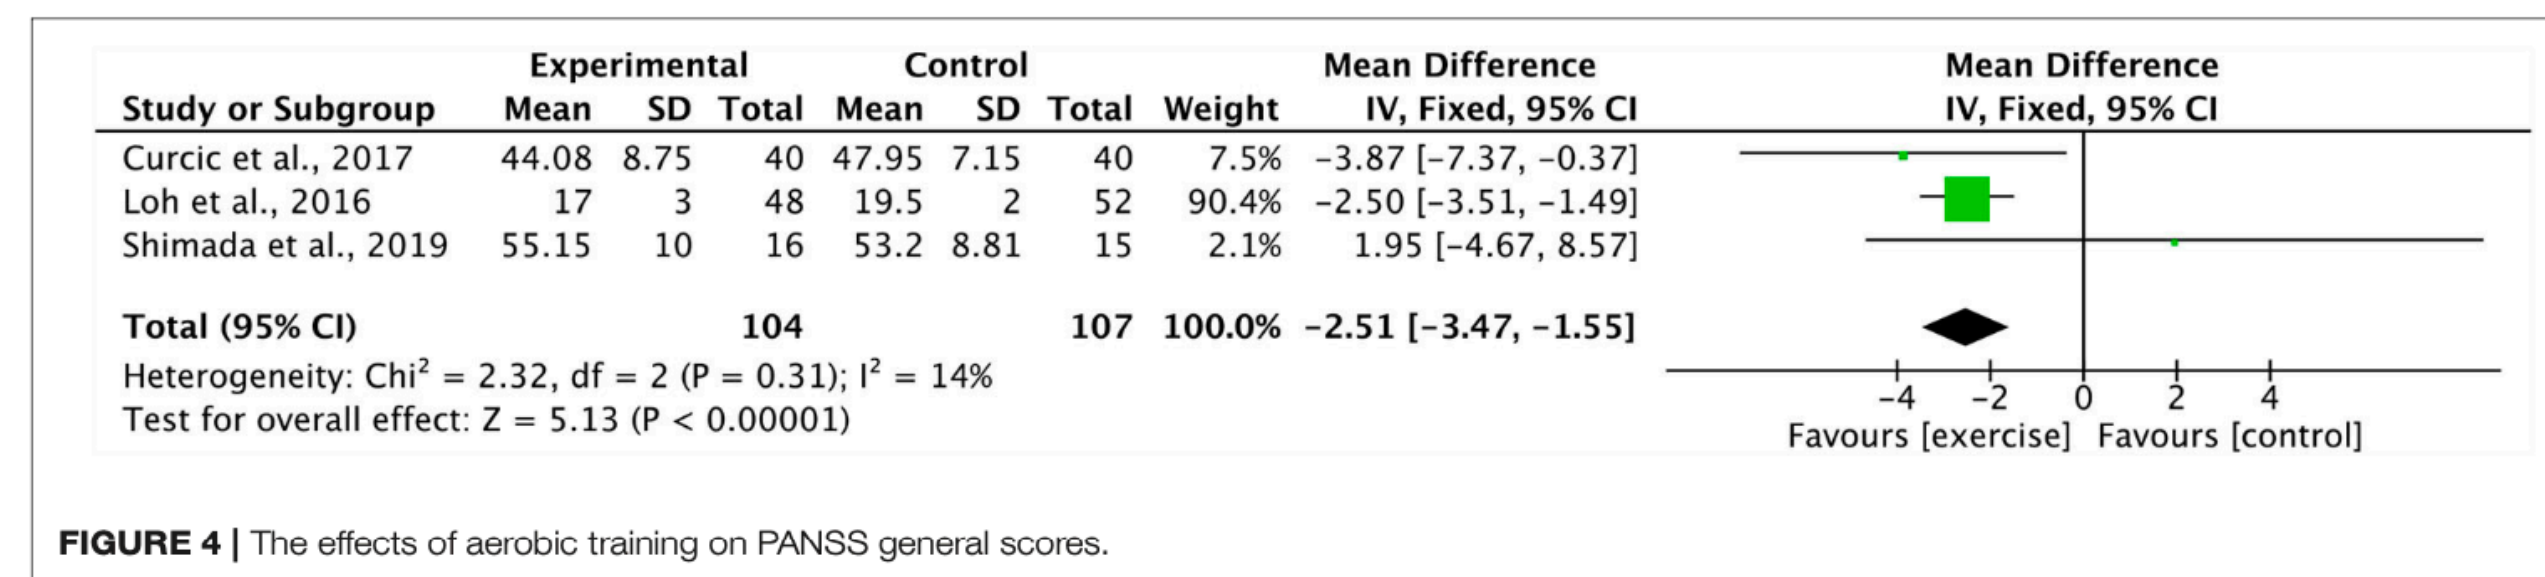 Experimental Control Mean Difference Mean Difference
Study or Subgroup Mean SD Total Mean SD Total Weight IV, Fixed, 95% CI IV, Fixed, 95% CI
Curcic et al., 2017 44.08 8.75 40 47.95 7.15 40 7.5% −3.87 [−7.37, −0.37]
Loh et al., 2016 17 3 48 19.5 2 52 90.4% −2.50 [−3.51, −1.49]
Shimada et al., 2019 55.15 10 16 53.2 8.81 15 2.1% 1.95 [−4.67, 8.57]
Total (95% CI) 104 107 100.0% −2.51 [−3.47, −1.55]
Heterogeneity: Chi² = 2.32, df = 2 (P = 0.31); I² = 14%
Test for overall effect: Z = 5.13 (P < 0.00001)
−4 −2 0 2 4
Favours [exercise] Favours [control]
FIGURE 4 | The effects of aerobic training on PANSS general scores.